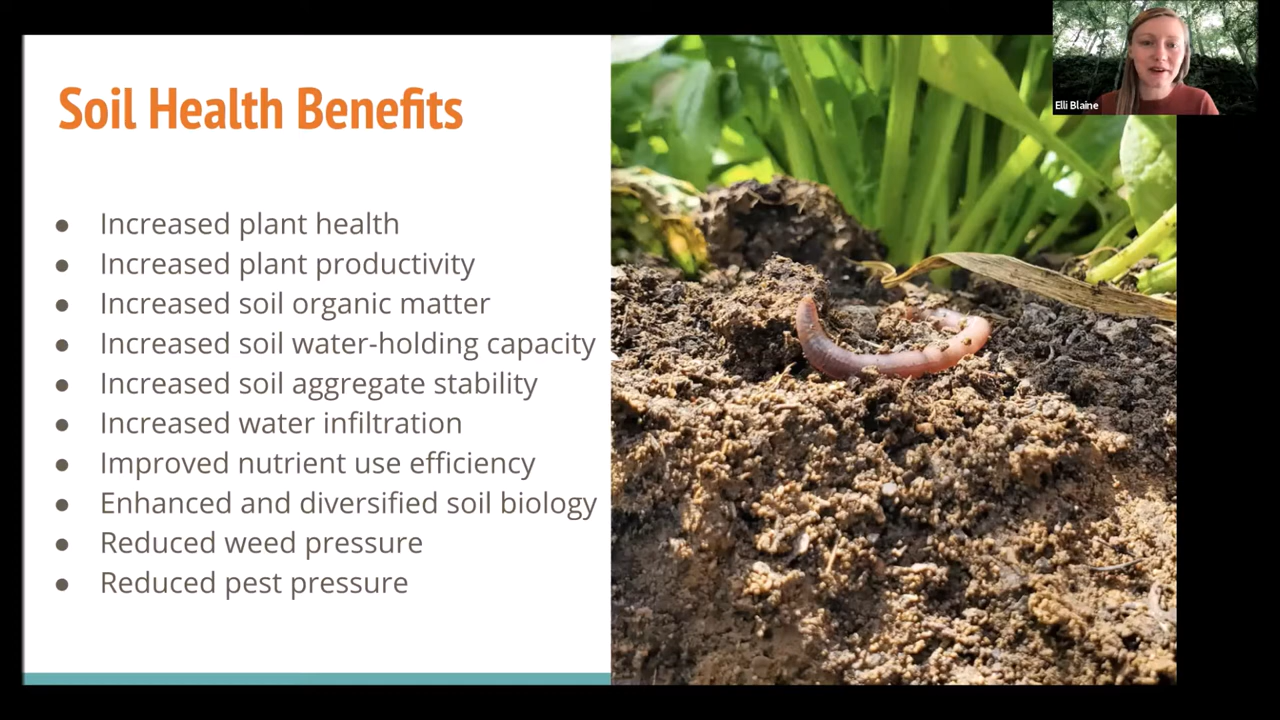 Soil Health Benefits
● Increased plant health
● Increased plant productivity
● Increased soil organic matter
● Increased soil water-holding capacity
● Increased soil aggregate stability
● Increased water infiltration
● Improved nutrient use efficiency
● Enhanced and diversified soil biology
● Reduced weed pressure
● Reduced pest pressure
Elli Blaine